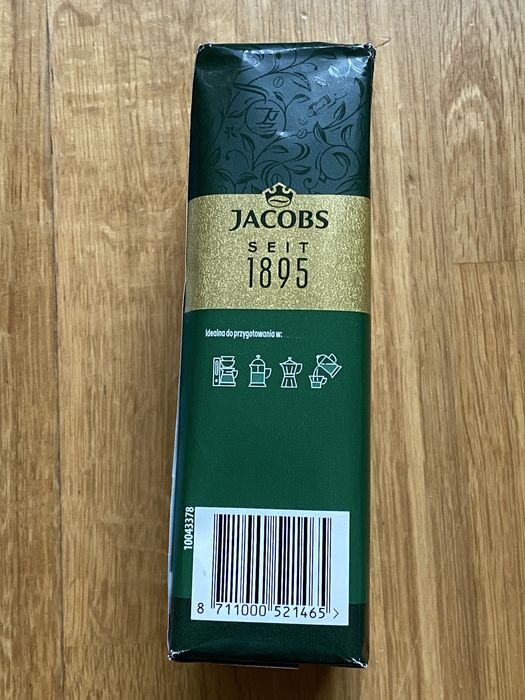 JACOBS
SEIT
1895
Idealna do przygotowania w:
10043378
8 711000 521465 >